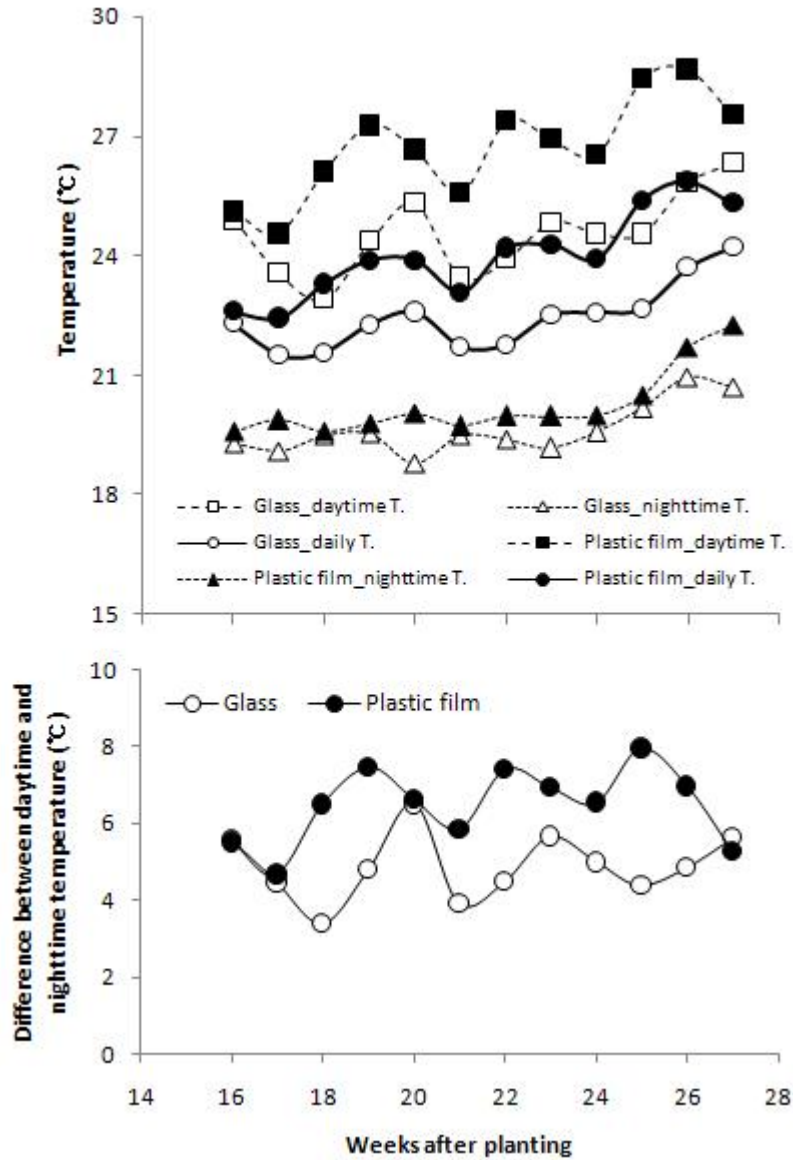 30
27
24
21
18
15
Temperature (℃)
Glass_daytime T.
Glass_nighttime T.
Glass_daily T.
Plastic film_daytime T.
Plastic film_nighttime T.
Plastic film_daily T.
10
8
6
4
2
0
Difference between daytime and
nighttime temperature (℃)
Glass
Plastic film
14 16 18 20 22 24 26 28
Weeks after planting